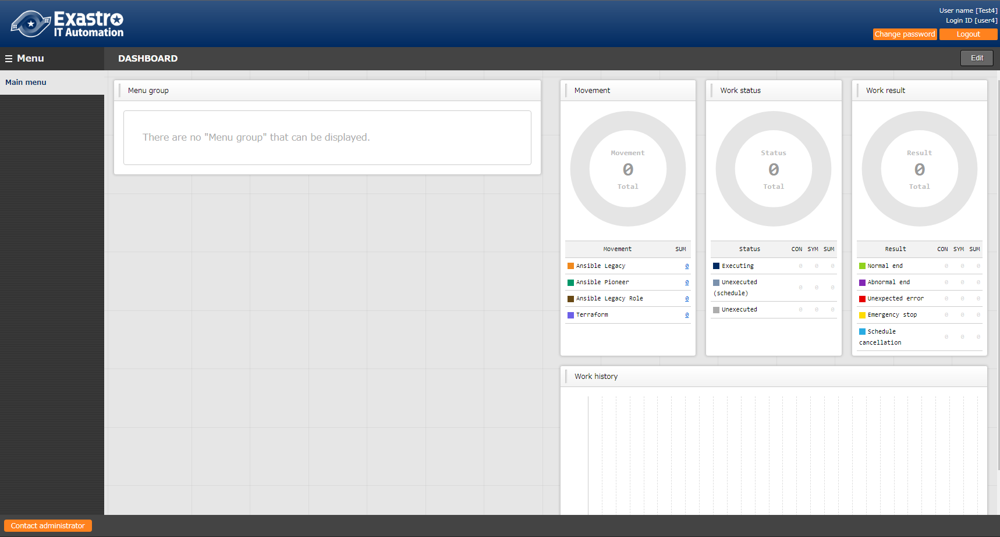 Exastro
IT Automation
User name [Test4]
Login ID [user4]
Change password
Logout
Menu
DASHBOARD
Edit
Main menu
Menu group
There are no "Menu group" that can be displayed.
Movement
Movement
0
Total
Movement SUM
Ansible Legacy 0
Ansible Pioneer 0
Ansible Legacy Role 0
Terraform 0
Work status
Status
0
Total
Status CON SYM SUM
Executing 0 0 0
Unexecuted
(schedule) 0 0 0
Unexecuted 0 0 0
Work result
Result
0
Total
Result CON SYM SUM
Normal end 0 0 0
Abnormal end 0 0 0
Unexpected error 0 0 0
Emergency stop 0 0 0
Schedule
cancellation 0 0 0
Work history
Contact administrator